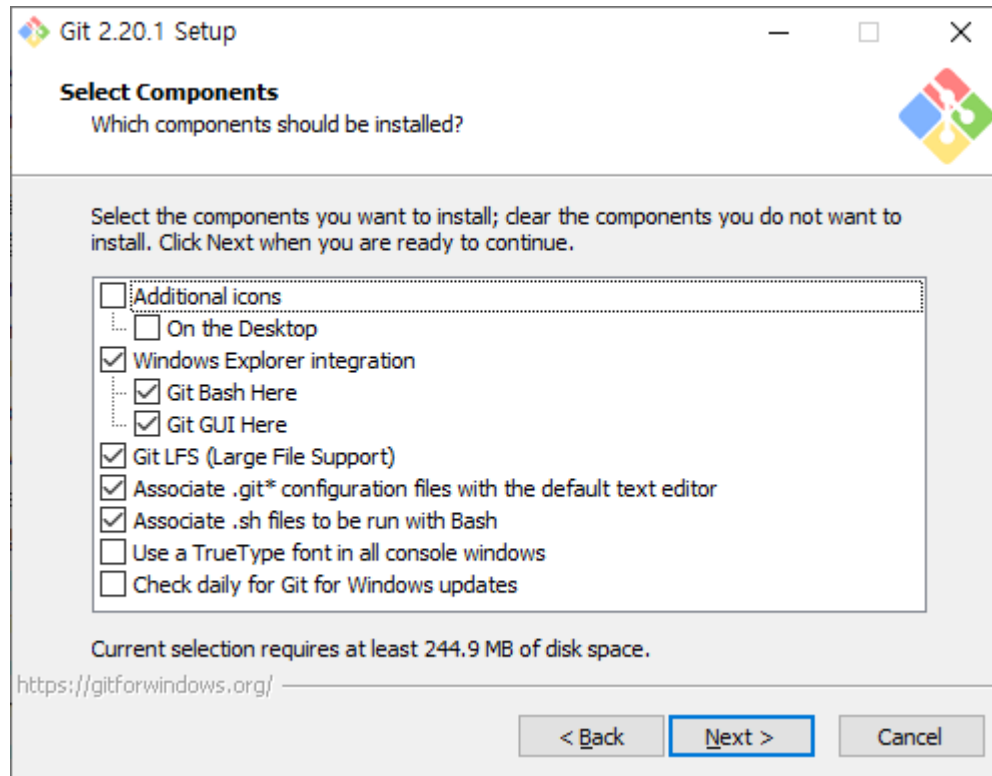 Git 2.20.1 Setup
Select Components
Which components should be installed?
Select the components you want to install; clear the components you do not want to
install. Click Next when you are ready to continue.
Additional icons
On the Desktop
Windows Explorer integration
Git Bash Here
Git GUI Here
Git LFS (Large File Support)
Associate .git* configuration files with the default text editor
Associate .sh files to be run with Bash
Use a TrueType font in all console windows
Check daily for Git for Windows updates
Current selection requires at least 244.9 MB of disk space.
https://gitforwindows.org/
< Back
Next >
Cancel